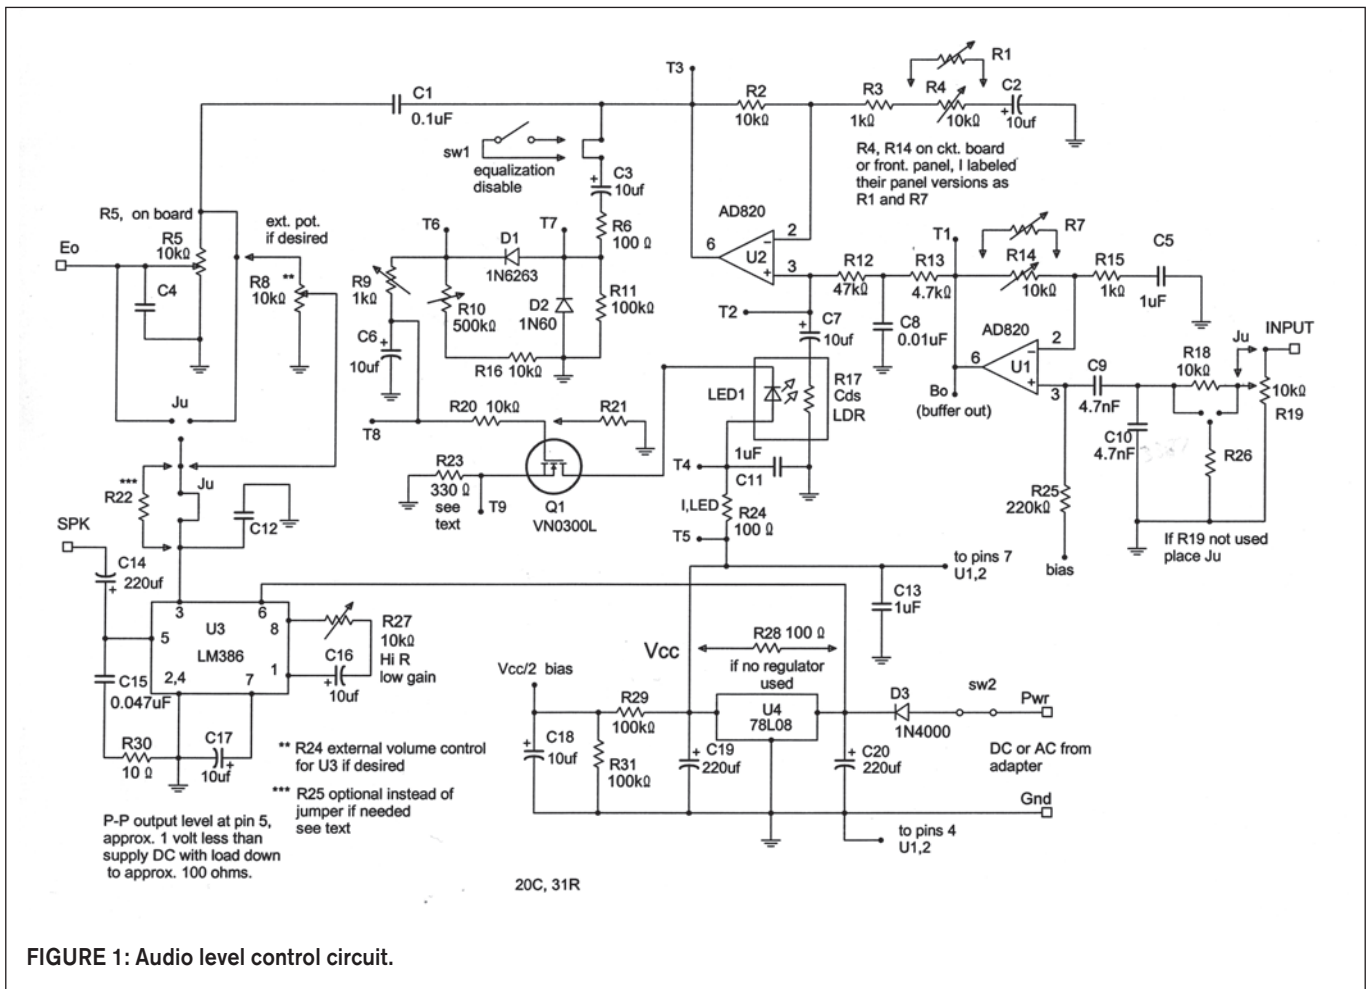 T3
R1
C1
0.1uF
R2
10kΩ
R3
1kΩ
R4
10kΩ
C2
+
10uf
sw1
equalization
disable
C3
+
10uf
R4, R14 on ckt. board
or front. panel, I labeled
their panel versions as
R1 and R7
R5, on board
ext. pot.
if desired
Eo
R5
10kΩ
C4
R8
10kΩ
**
T6
T7
D1
1N6263
R6
100 Ω
AD820
6
2
−
U2
+
3
R9
1kΩ
R10
500kΩ
D2
1N60
R11
100kΩ
C6
+
10uf
R16 10kΩ
R12
47kΩ
R13
4.7kΩ
T1
R7
R14
10kΩ
R15
1kΩ
C5
1uF
T2
C7
+
10uf
C8
0.01uF
AD820
6
2
−
U1
+
3
Bo
(buffer out)
C9
4.7nF
C10
4.7nF
R18
10kΩ
Ju
INPUT
10kΩ
R19
R26
R25
220kΩ
bias
If R19 not used
place Ju
LED1
R17
Cds
LDR
Ju
T8
R20 10kΩ
R21
R23
330 Ω
see
text
T9
Q1
VN0300L
T4
1uF
C11
I,LED
R24
100 Ω
T5
to pins 7
U1,2
***
R22
Ju
C12
SPK
C14
220uf
+
C13
1uF
3
6
8
5
U3
LM386
2,4
7
1
R27
10kΩ
Hi R
low gain
C16
+
10uf
C15
0.047uF
R30
10 Ω
C17
10uf
+
Vcc
R28 100 Ω
if no regulator
used
Vcc/2 bias
R29
100kΩ
U4
78L08
D3
1N4000
sw2
Pwr
C18
+
10uf
R31
100kΩ
C19
+
220uf
C20
+
220uf
DC or AC from
adapter
Gnd
to pins 4
U1,2
** R24 external volume control
for U3 if desired
*** R25 optional instead of
jumper if needed
see text
P-P output level at pin 5,
approx. 1 volt less than
supply DC with load down
to approx. 100 ohms.
20C, 31R
FIGURE 1: Audio level control circuit.